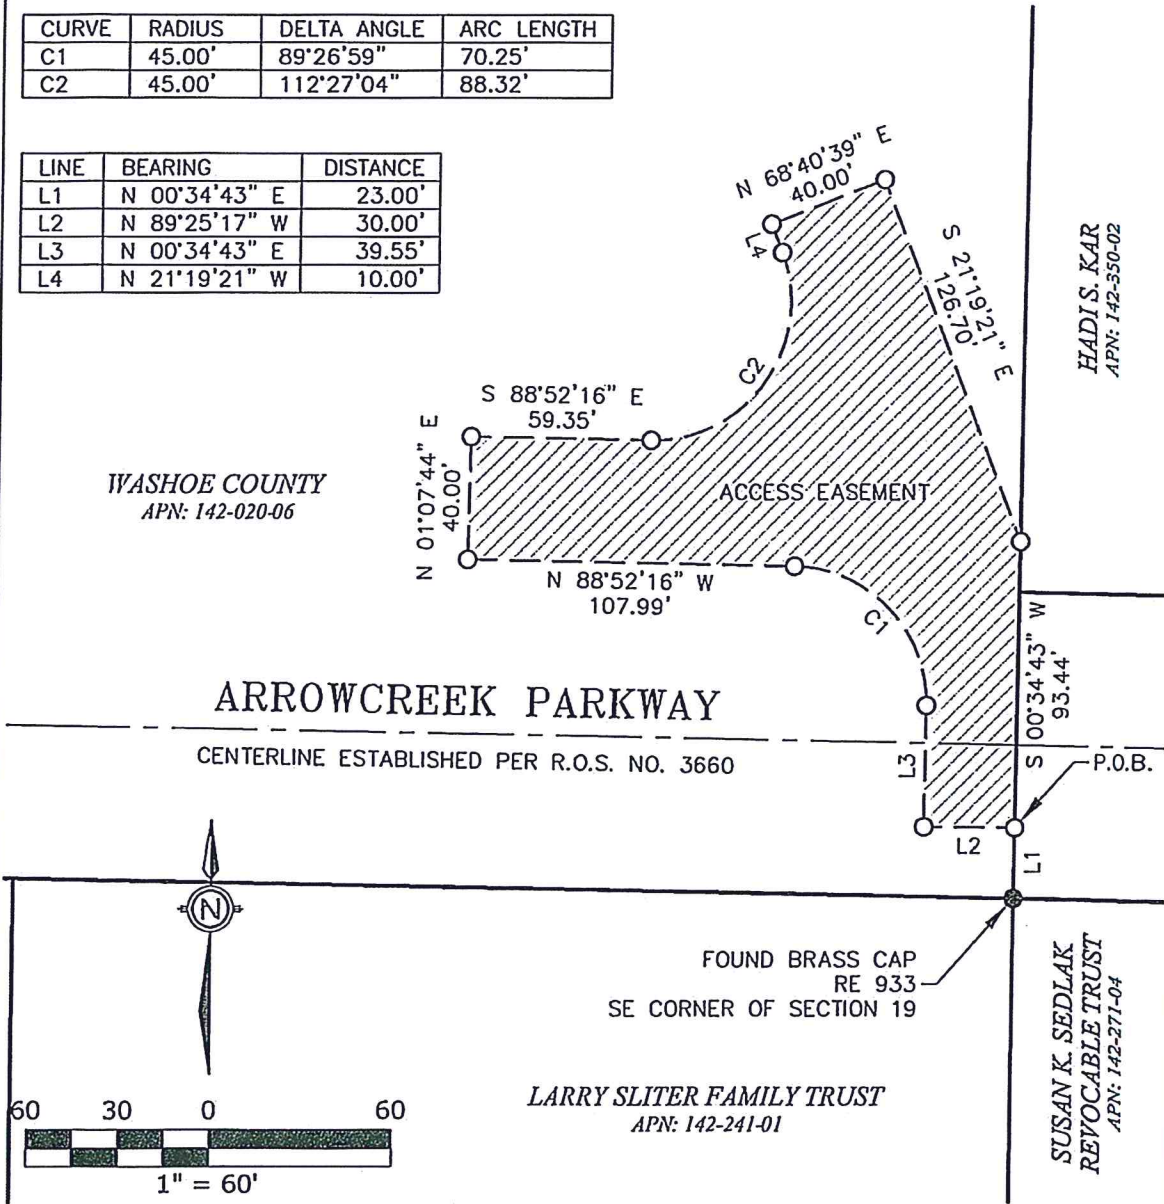 CURVE RADIUS DELTA ANGLE ARC LENGTH
C1 45.00' 89°26'59" 70.25'
C2 45.00' 112°27'04" 88.32'
LINE BEARING DISTANCE
L1 N 00°34'43" E 23.00'
L2 N 89°25'17" W 30.00'
L3 N 00°34'43" E 39.55'
L4 N 21°19'21" W 10.00'
N 68°40'39" E
40.00'
L4
S 21°19'21" E
126.70'
HADI S. KAR
APN: 142-350-02
C2
S 88°52'16" E
59.35'
N 01°07'44" E
40.00'
WASHOE COUNTY
APN: 142-020-06
ACCESS EASEMENT
N 88°52'16" W
107.99'
C1
S 00°34'43" W
93.44'
ARROWCREEK PARKWAY
CENTERLINE ESTABLISHED PER R.O.S. NO. 3660
L3
P.O.B.
L2
L1
N
FOUND BRASS CAP
RE 933
SE CORNER OF SECTION 19
SUSAN K. SEDLAK
REVOCABLE TRUST
APN: 142-271-04
LARRY SLITER FAMILY TRUST
APN: 142-241-01
60 30 0 60
1" = 60'